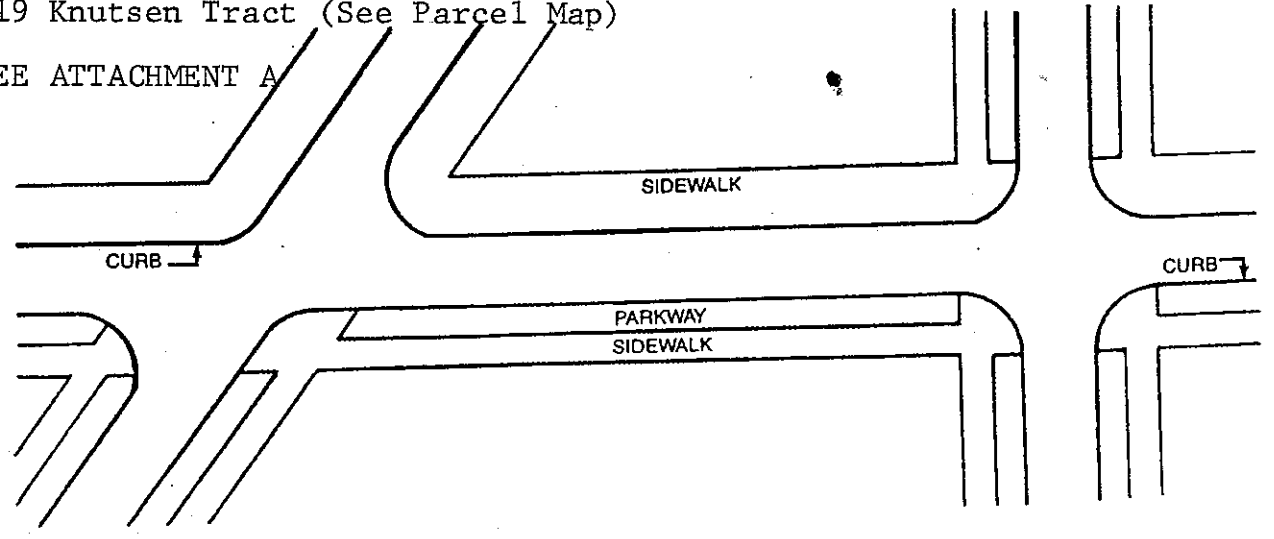 19 Knutsen Tract (See Parcel Map)
EE ATTACHMENT A
SIDEWALK
CURB
CURB
PARKWAY
SIDEWALK